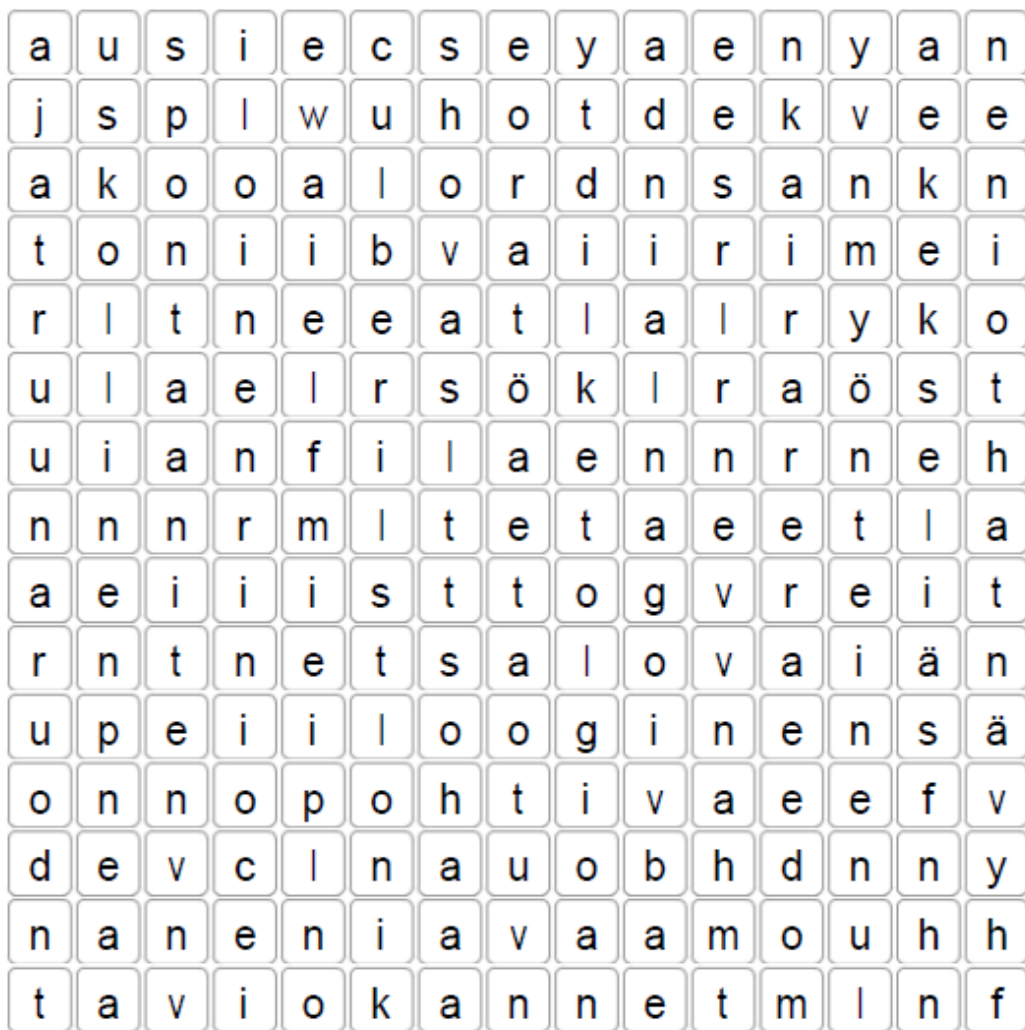 a u s i e c s e y a e n y a n
j s p l w u h o t d e k v e e
a k o o a l o r d n s a n k n
t o n i i b v a i i r i m e i
r l t n e e a t l a l r y k o
u l a e l r s ö k l r a ö s t
u i a n f i l a e n n r n e h
n n n r m l t e t a e e t l a
a e i i i s t t o g v r e i t
r n t n e t s a l o v a i ä n
u p e i i l o o g i n e n s ä
o n n o p o h t i v a e e f v
d e v c l n a u o b h d n n y
n a n e n i a v a a m o u h h
t a v i o k a n n e t m l n f